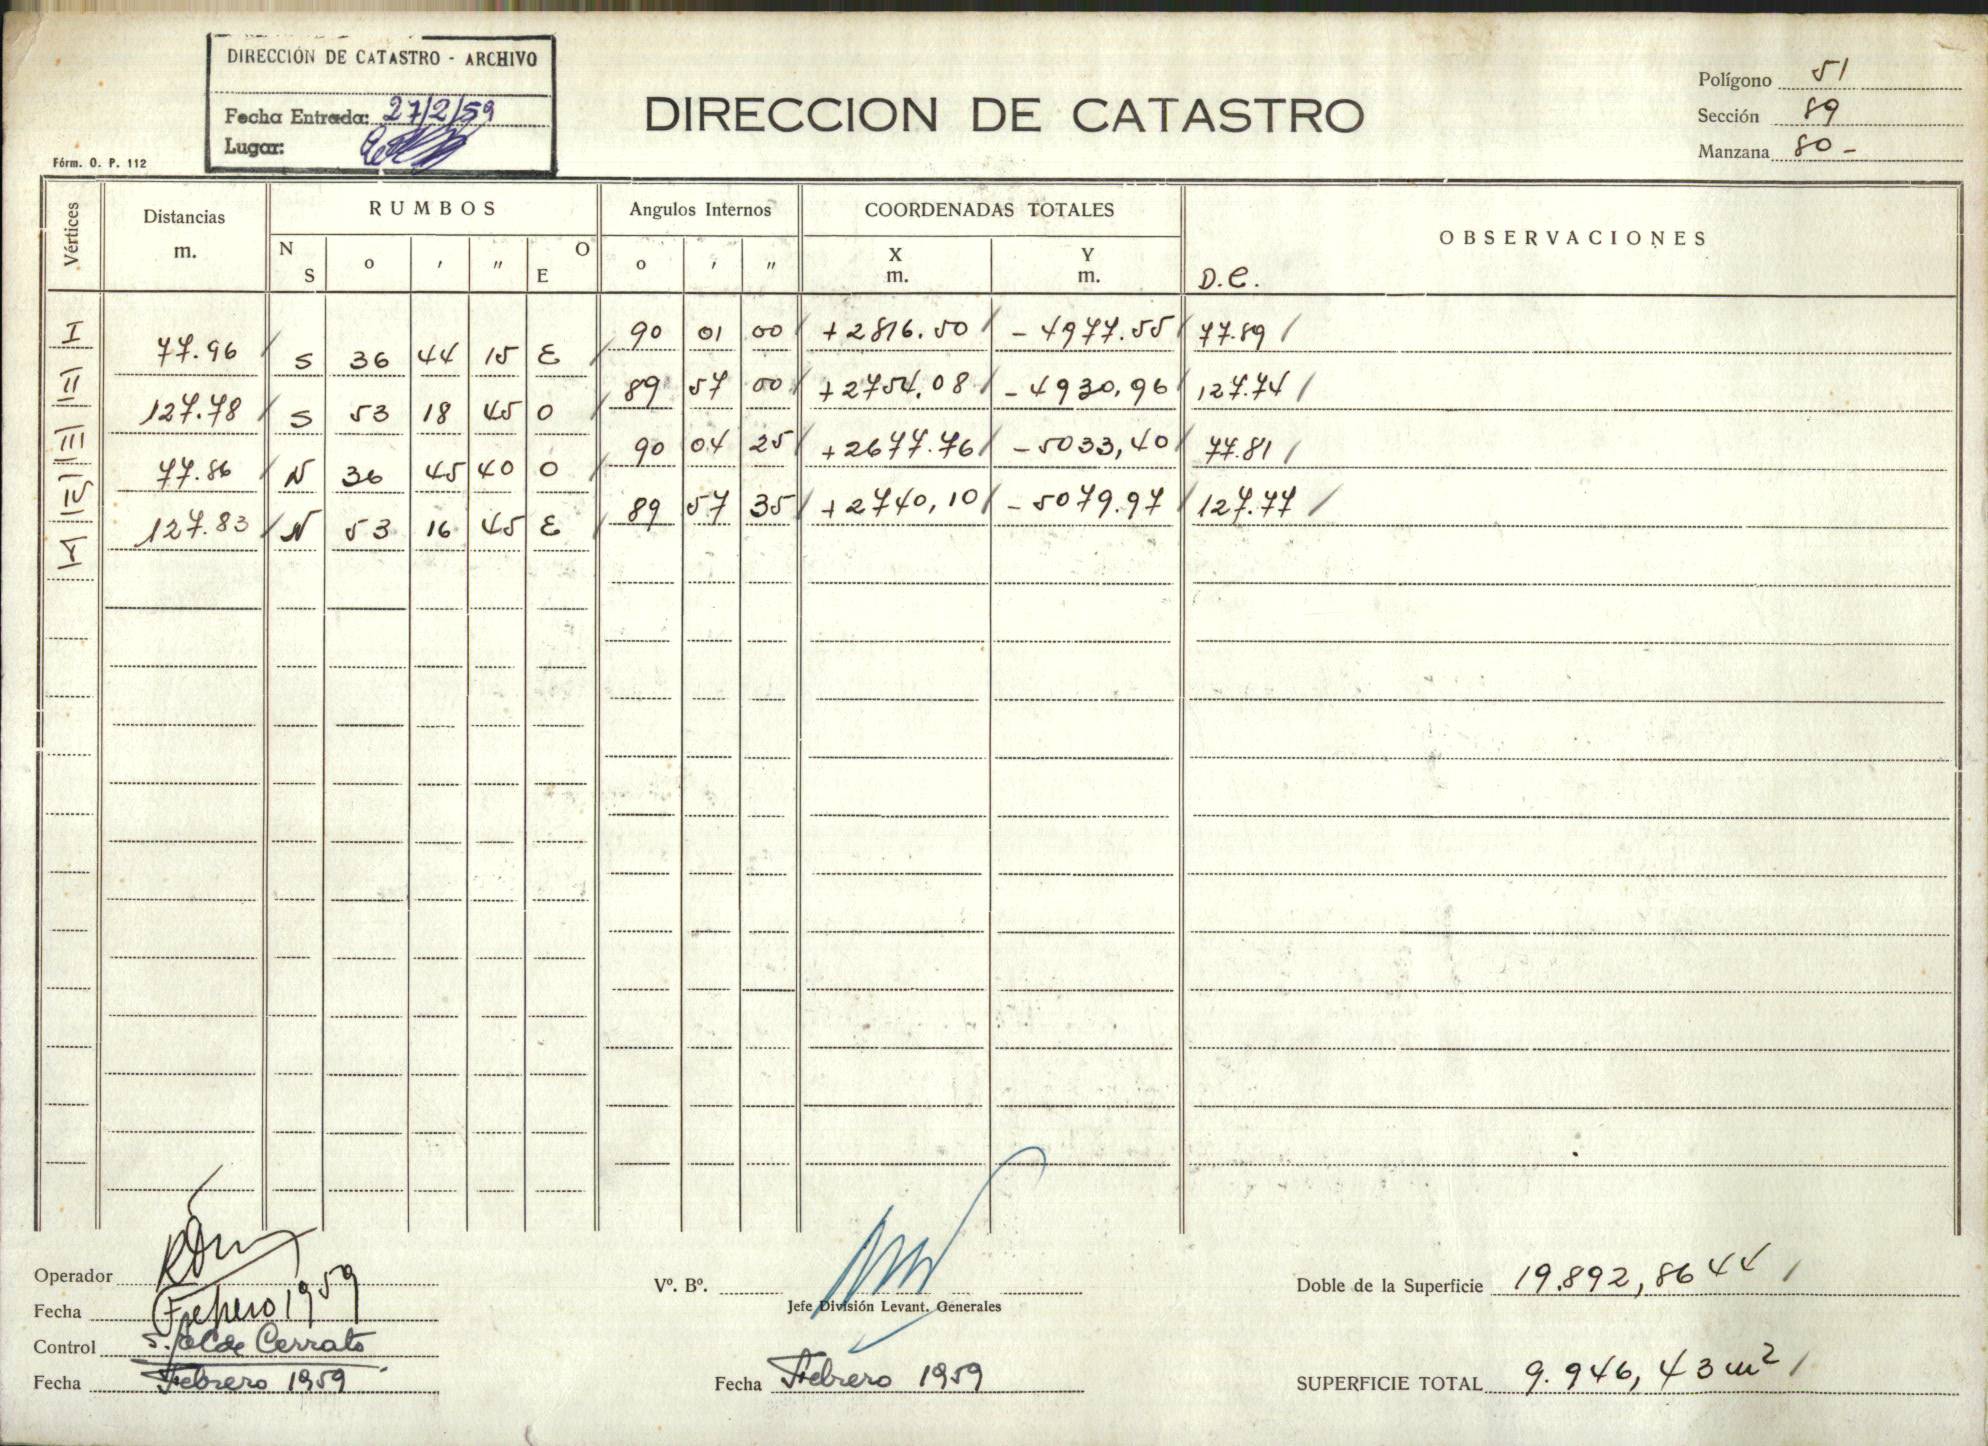 DIRECCIÓN DE CATASTRO - ARCHIVO
Fecha Entrada: 27/2/59
Lugar:
Fórm. O. P. 112
DIRECCION DE CATASTRO
Polígono 51
Sección 89
Manzana 80 -
Vértices
Distancias
m.
RUMBOS
N
S
o
'
"
O
E
Angulos Internos
o
'
"
COORDENADAS TOTALES
X
m.
Y
m.
OBSERVACIONES
D.C.
I 90 01 00 / +2816.50 / -4977.55 / 77.89 /
77.96 / S 36 44 15 E /
II 89 57 00 / +2754.08 / -4930,96 / 127.74 /
127.78 / S 53 18 45 O /
III 90 04 25 / +2677.76 / -5033,40 / 77.81 /
77.86 / N 36 45 40 O /
IV 89 57 35 / +2740,10 / -5079.97 / 127.77 /
127.83 / N 53 16 45 E
I
Operador
Fecha Febrero 1959
Control Cerrato
Fecha Febrero 1959
Vº. Bº.
Jefe División Levant. Generales
Fecha Febrero 1959
Doble de la Superficie 19.892,8644 /
SUPERFICIE TOTAL 9.946,43 m² /